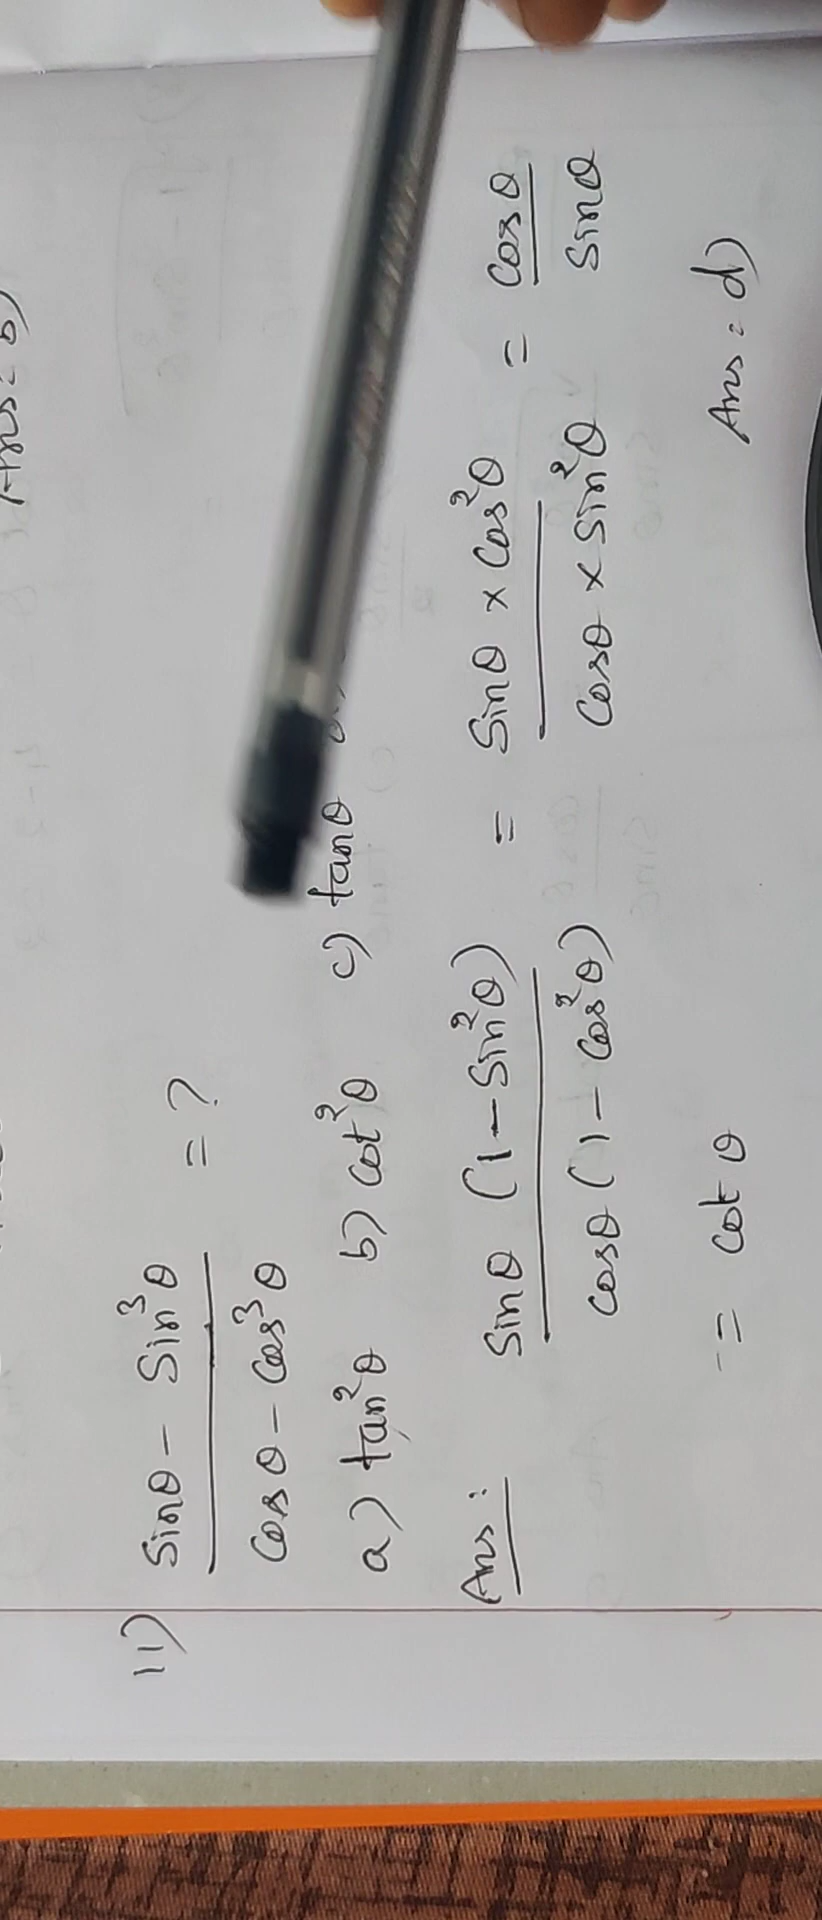 Ans: b)
11) Sinθ - Sin³θ / Cosθ - Cos³θ = ?
a) tan²θ b) cot²θ c) tanθ
Ans: Sinθ (1-Sin²θ) / Cosθ (1-Cos²θ) = Sinθ × Cos²θ / Cosθ × Sin²θ = Cosθ / Sinθ
= Cot θ Ans: d)